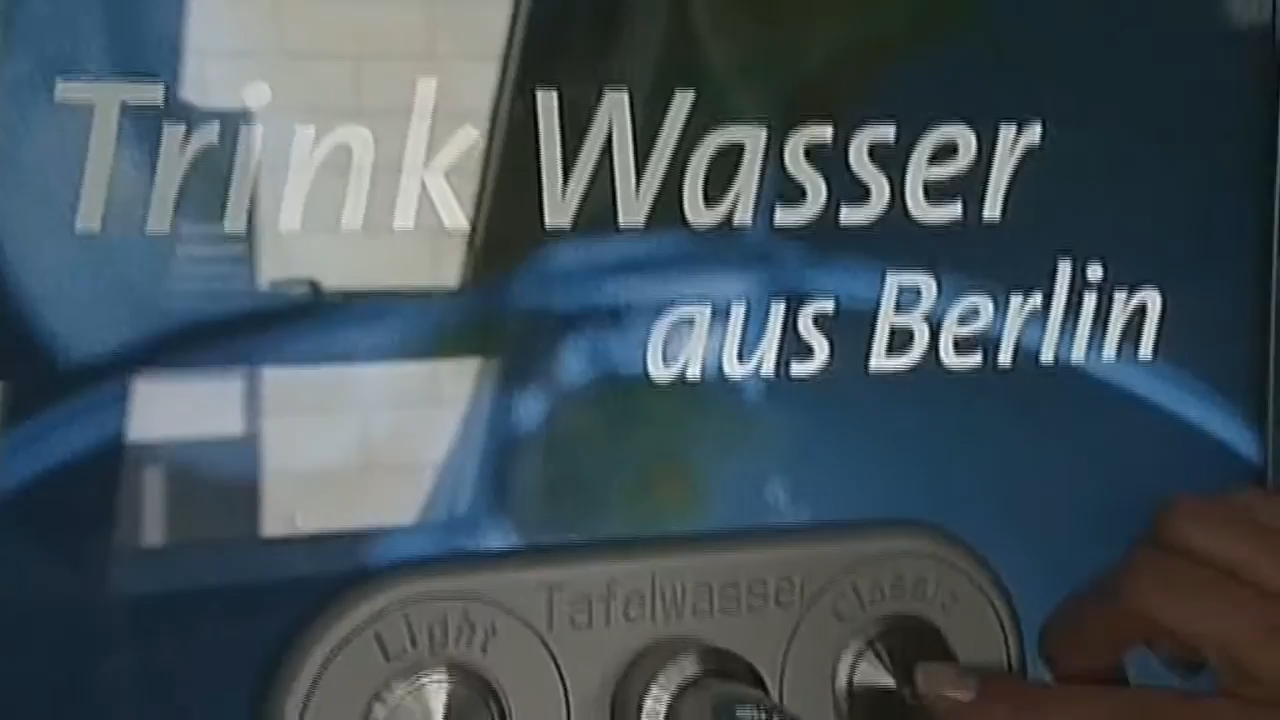 Trink Wasser
aus Berlin
Tafelwasser
Light
Classic